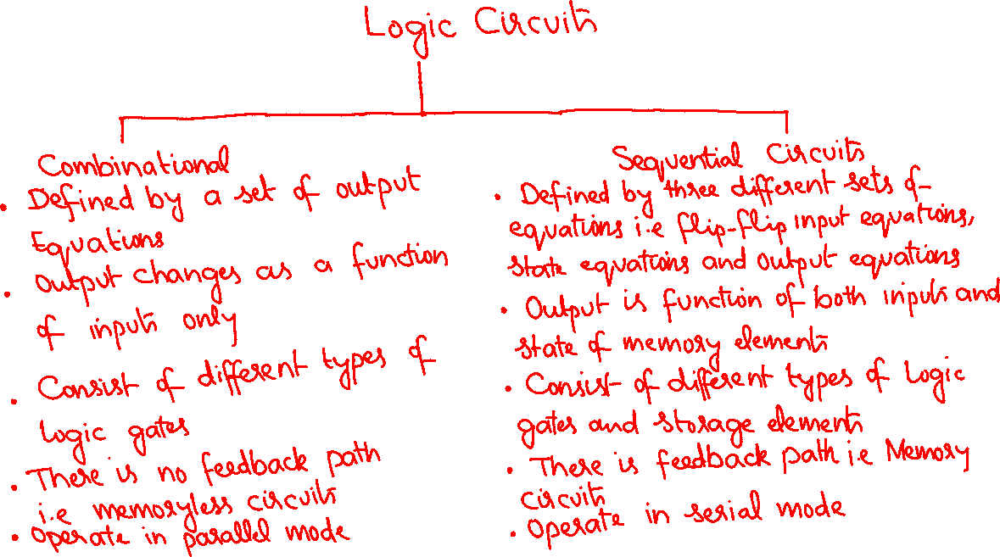 Logic Circuits
Combinational
• Defined by a set of output
Equations
• Output changes as a function
of inputs only
• Consist of different types of
logic gates
• There is no feedback path
i.e memoryless circuits
• Operate in parallel mode
Sequential Circuits
• Defined by three different sets of
equations i.e flip-flip input equations,
state equations and output equations
• Output is function of both inputs and
state of memory elements
• Consist of different types of logic
gates and storage elements
• There is feedback path i.e Memory
circuits
• Operate in serial mode